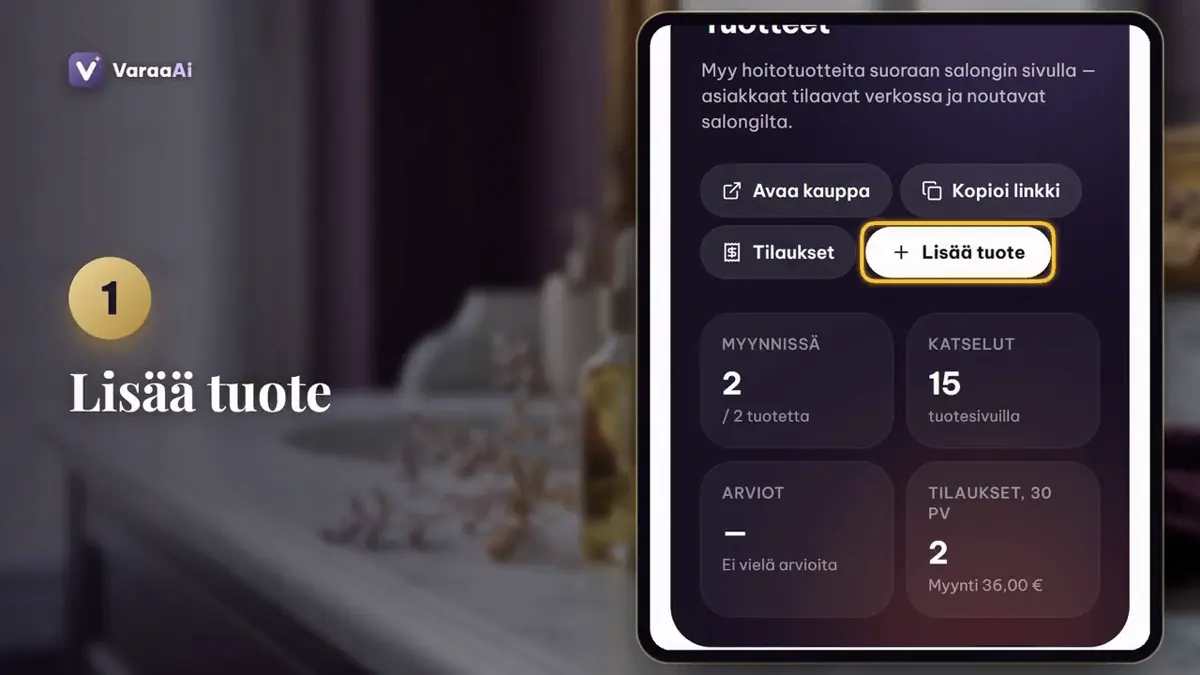 VaraaAi
1
Lisää tuote
Tuotteet
Myy hoitotuotteita suoraan salongin sivulla —
asiakkaat tilaavat verkossa ja noutavat
salongilta.
Avaa kauppa
Kopioi linkki
Tilaukset
+ Lisää tuote
MYYNNISSÄ
2
/ 2 tuotetta
KATSELUT
15
tuotesivuilla
ARVIOT
—
Ei vielä arvioita
TILAUKSET, 30
PV
2
Myynti 36,00 €